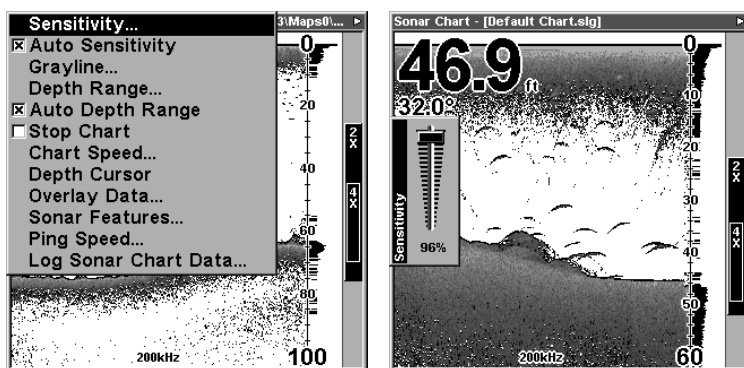 Sensitivity...
Auto Sensitivity
Grayline...
Depth Range...
Auto Depth Range
Stop Chart
Chart Speed...
Depth Cursor
Overlay Data...
Sonar Features...
Ping Speed...
Log Sonar Chart Data...
3\Maps0\...
0
20
40
60
80
100
2X
4X
200kHz
Sonar Chart - [Default Chart.slg]
46.9 ft
32.0°
Sensitivity
96%
0
10
20
30
40
50
60
2X
4X
200kHz